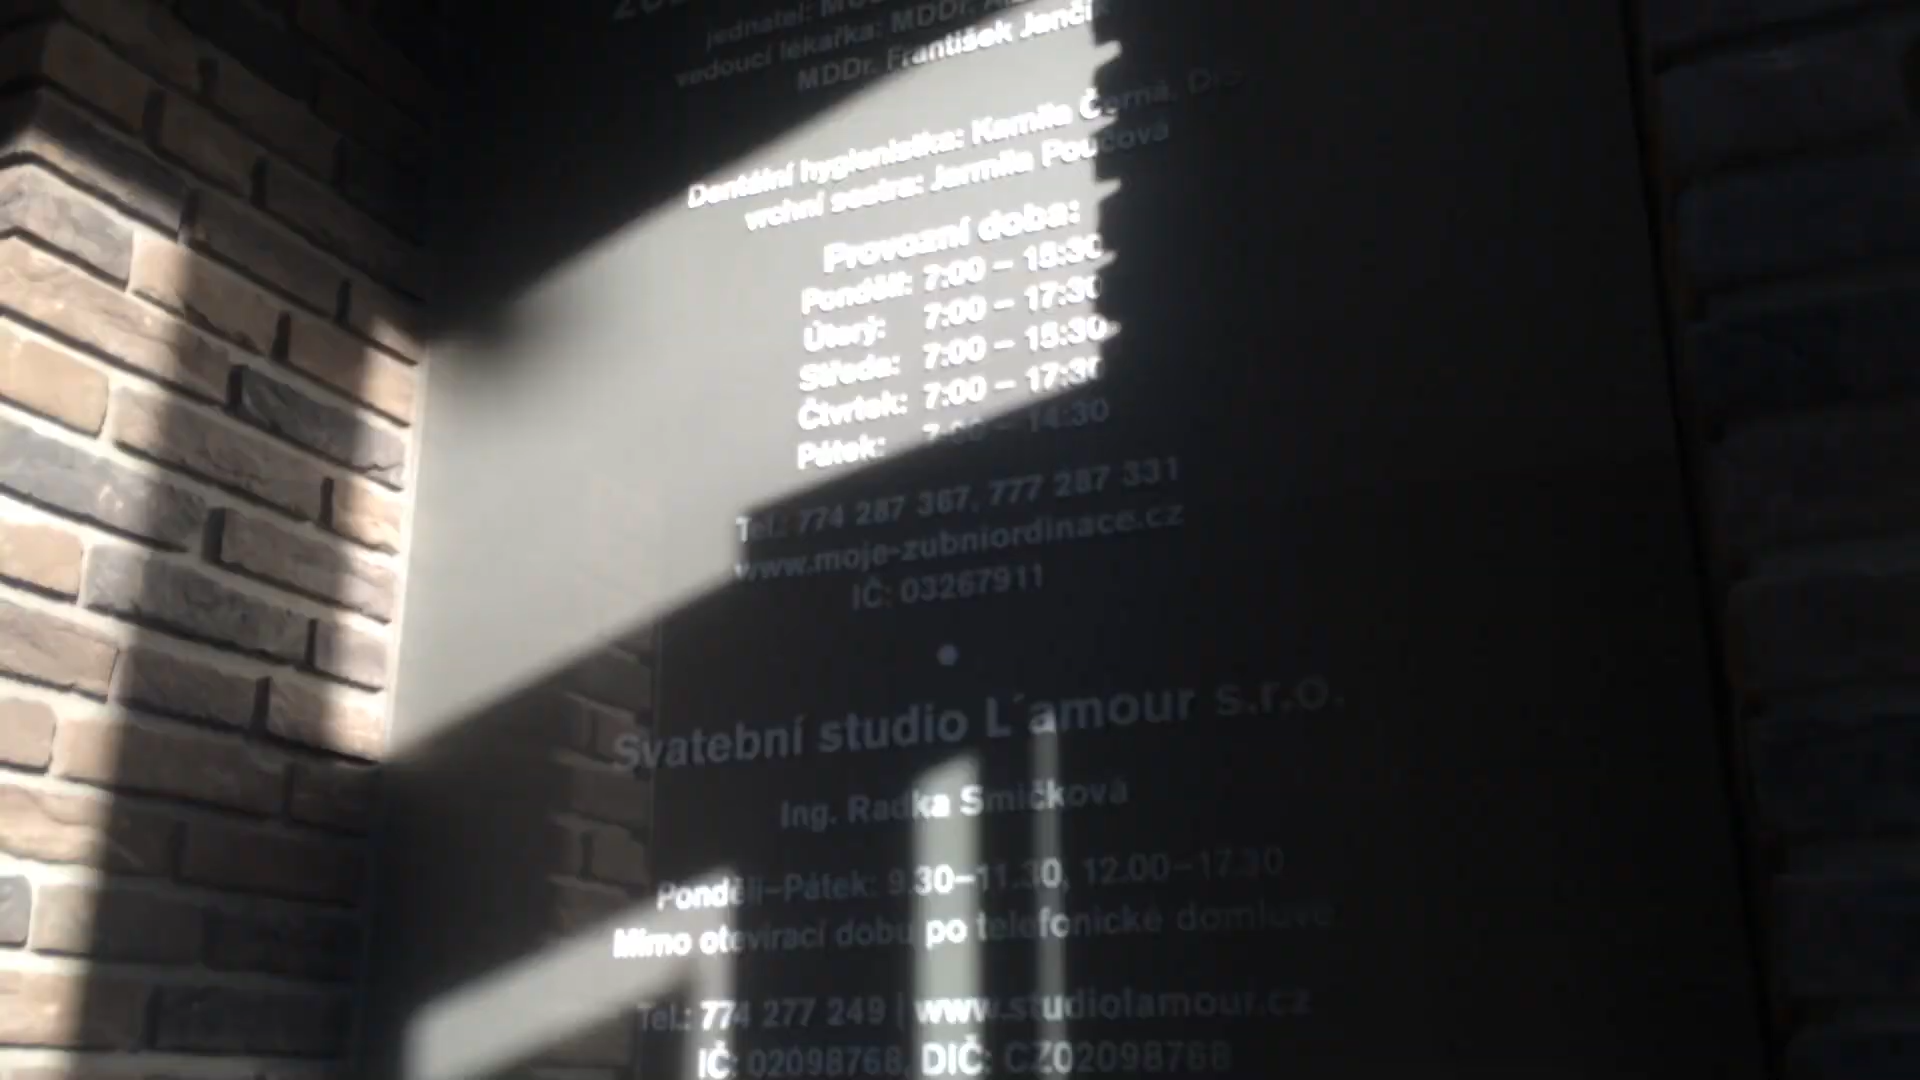 jednatel:
vedoucí lékařka: MDDr.
MDDr. František
Dentální hygienistka: Kamila Černá, DiS.
vrchní sestra: Jarmila
Provozní doba:
Pondělí: 7:00 – 15:30
Úterý: 7:00 – 17:30
Středa: 7:00 – 15:30
Čtvrtek: 7:00 – 17:30
Pátek: 7:00 – 14:30
Tel.: 774 287 367, 777 287 331
www.moje-zubniordinace.cz
IČ: 03267911
Svatební studio L´amour s.r.o.
Ing. Radka Smičková
Pondělí–Pátek: 9.30–11.30, 12.00–17.30
Mimo otevírací dobu po telefonické domluvě.
Tel.: 774 277 249 | www.studiolamour.cz
IČ: 02098768, DIČ: CZ02098768